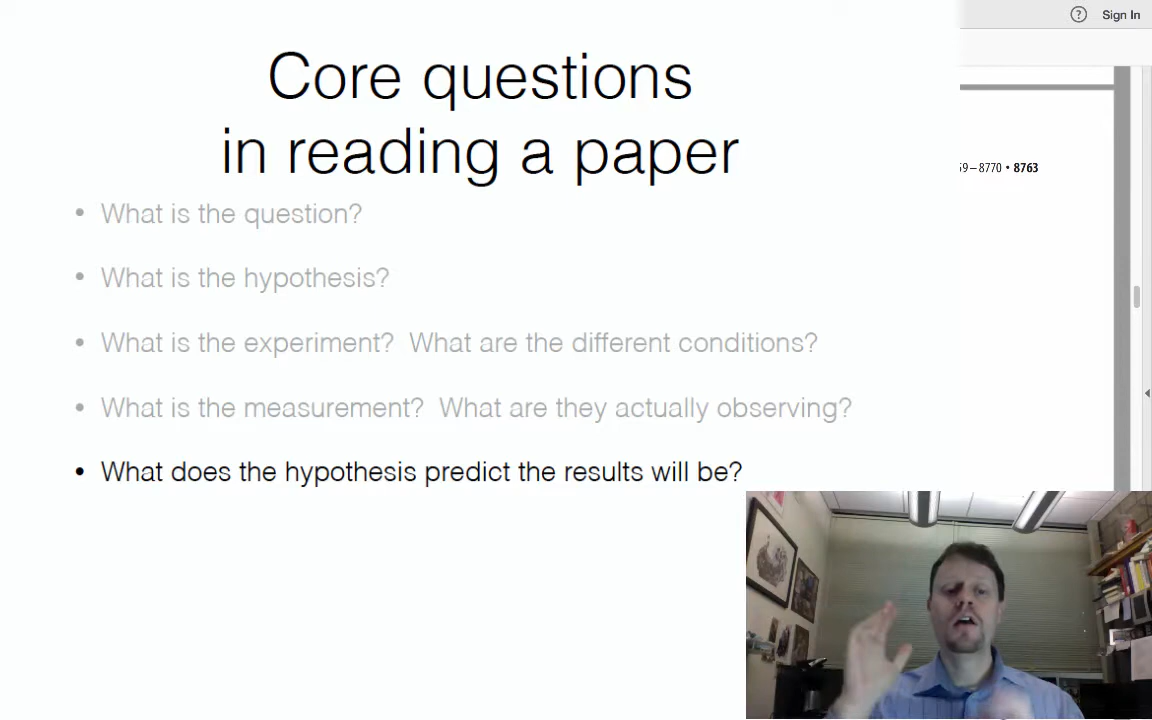 Sign In
Core questions
in reading a paper
59–8770 • 8763
• What is the question?
• What is the hypothesis?
• What is the experiment? What are the different conditions?
• What is the measurement? What are they actually observing?
• What does the hypothesis predict the results will be?